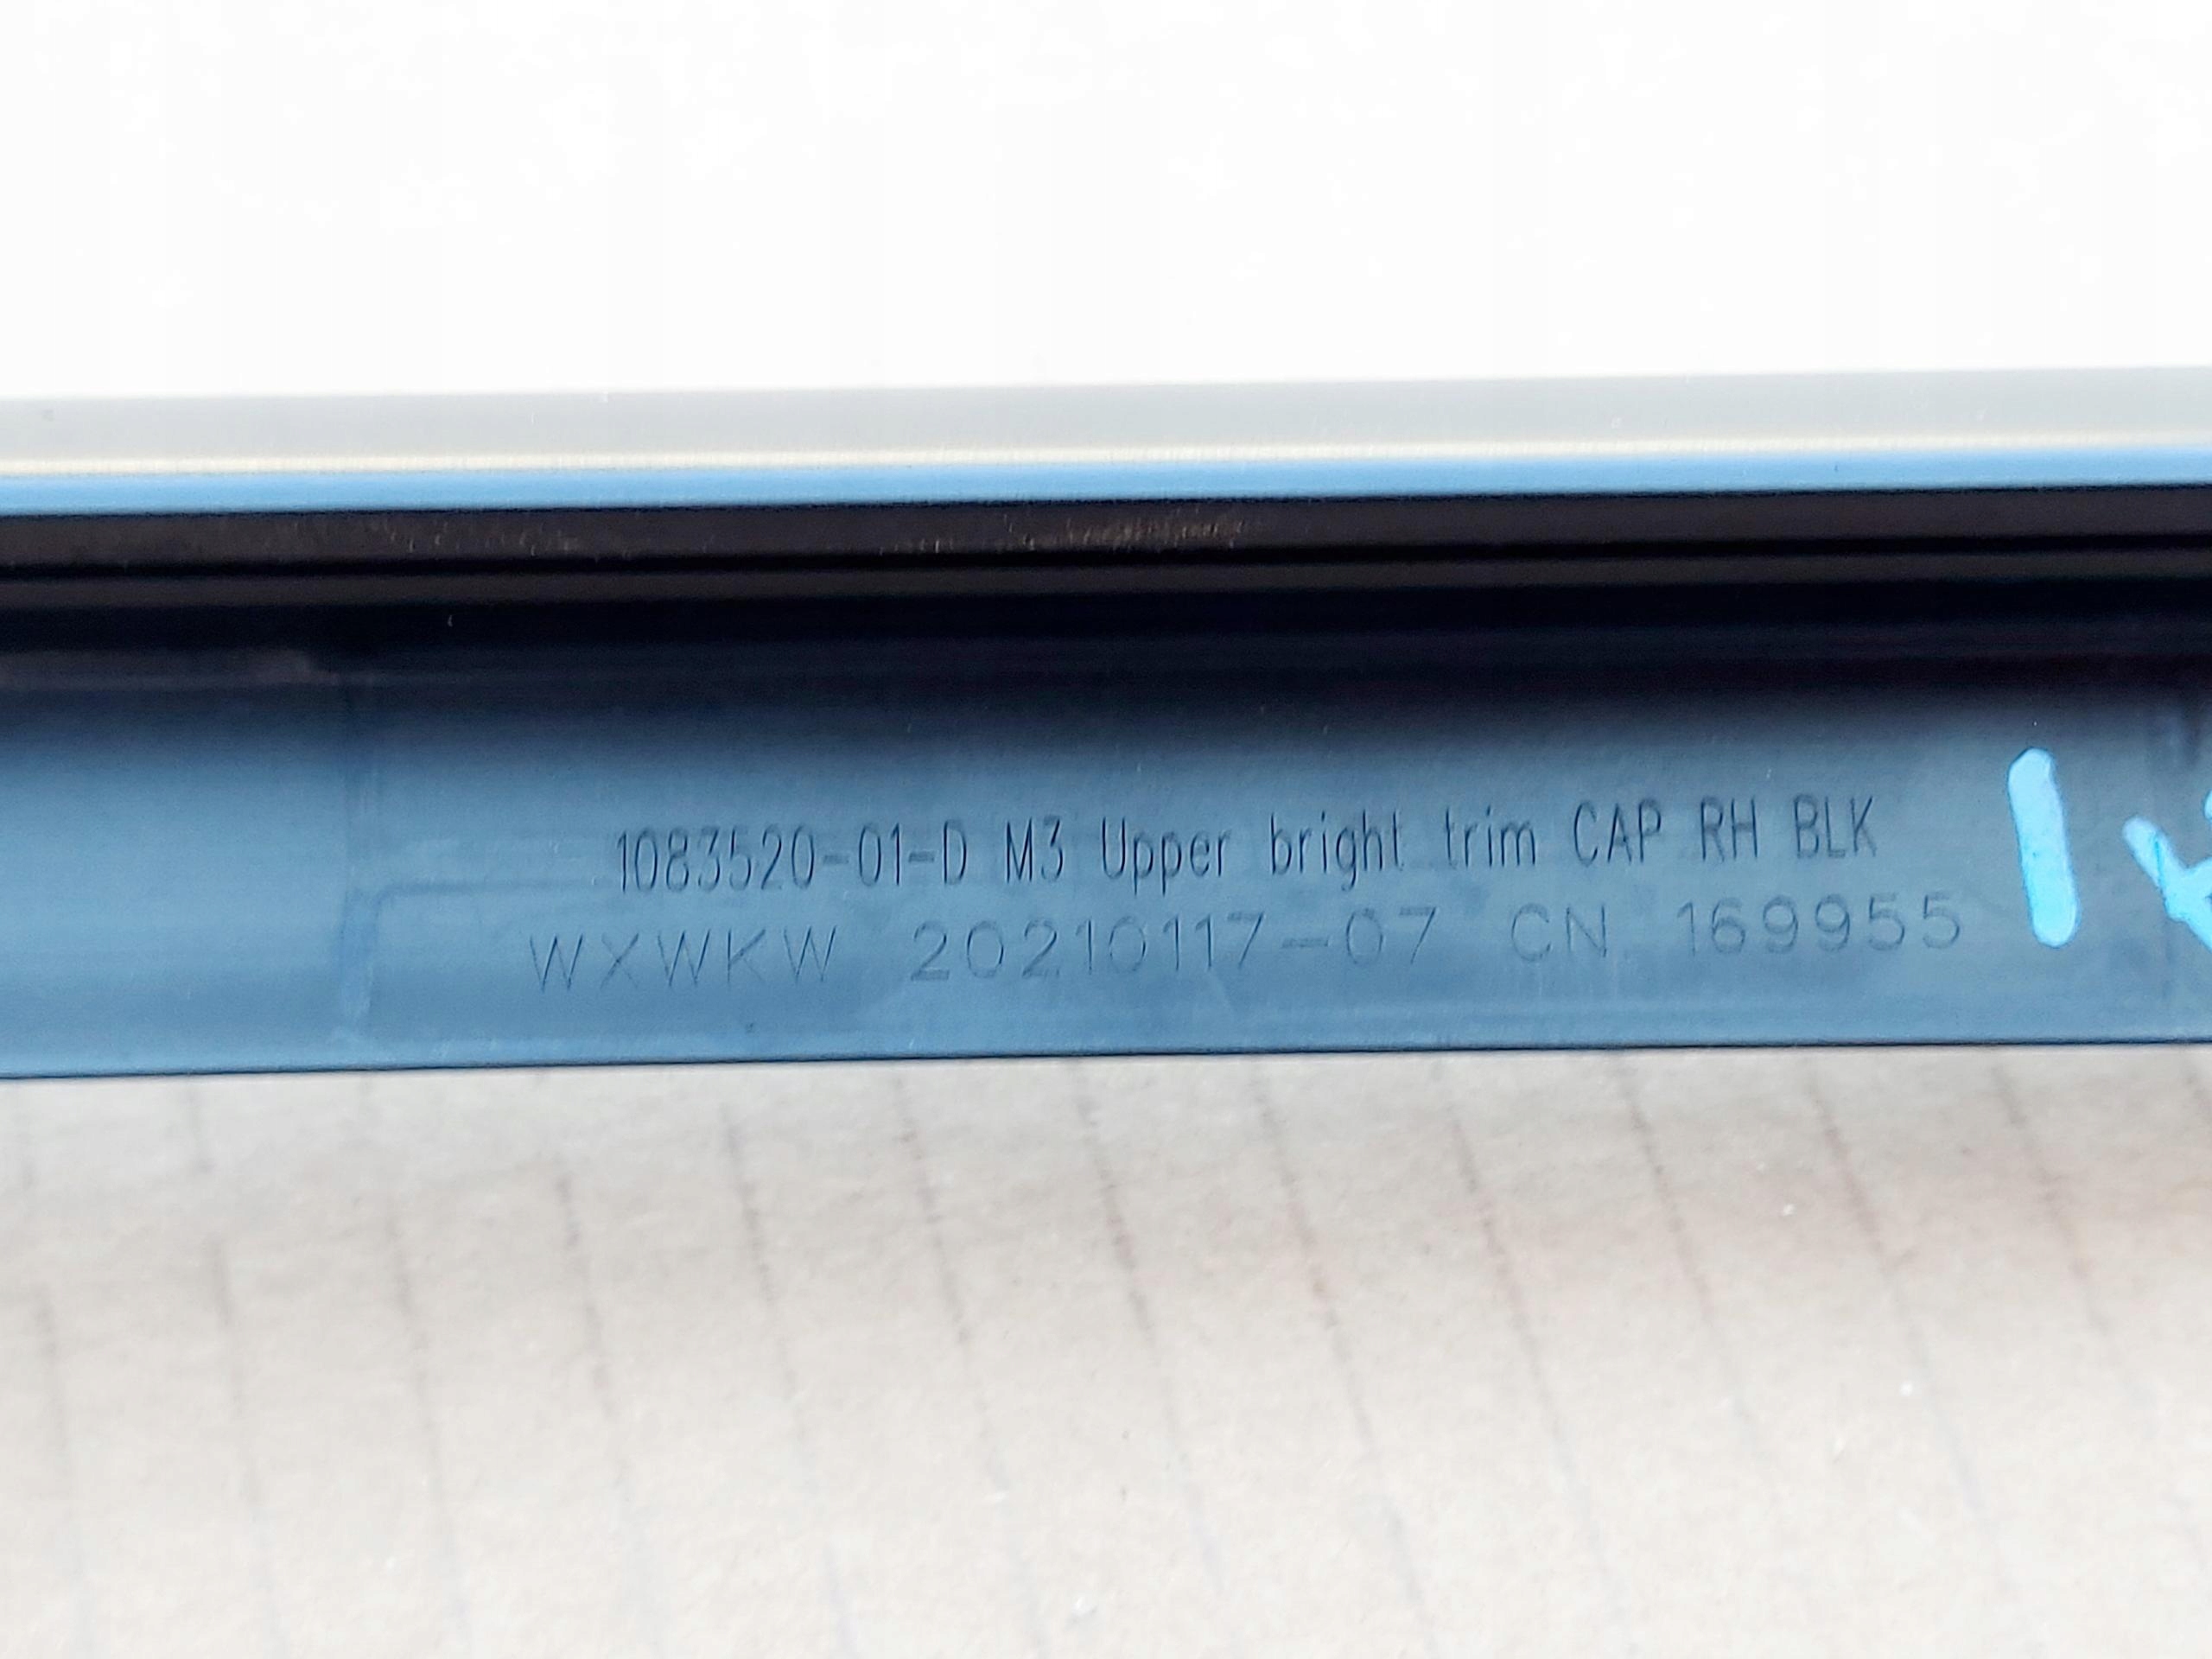 1083520-01-D M3 Upper bright trim CAP RH BLK
WXWKW 20210117-07 CN 169955